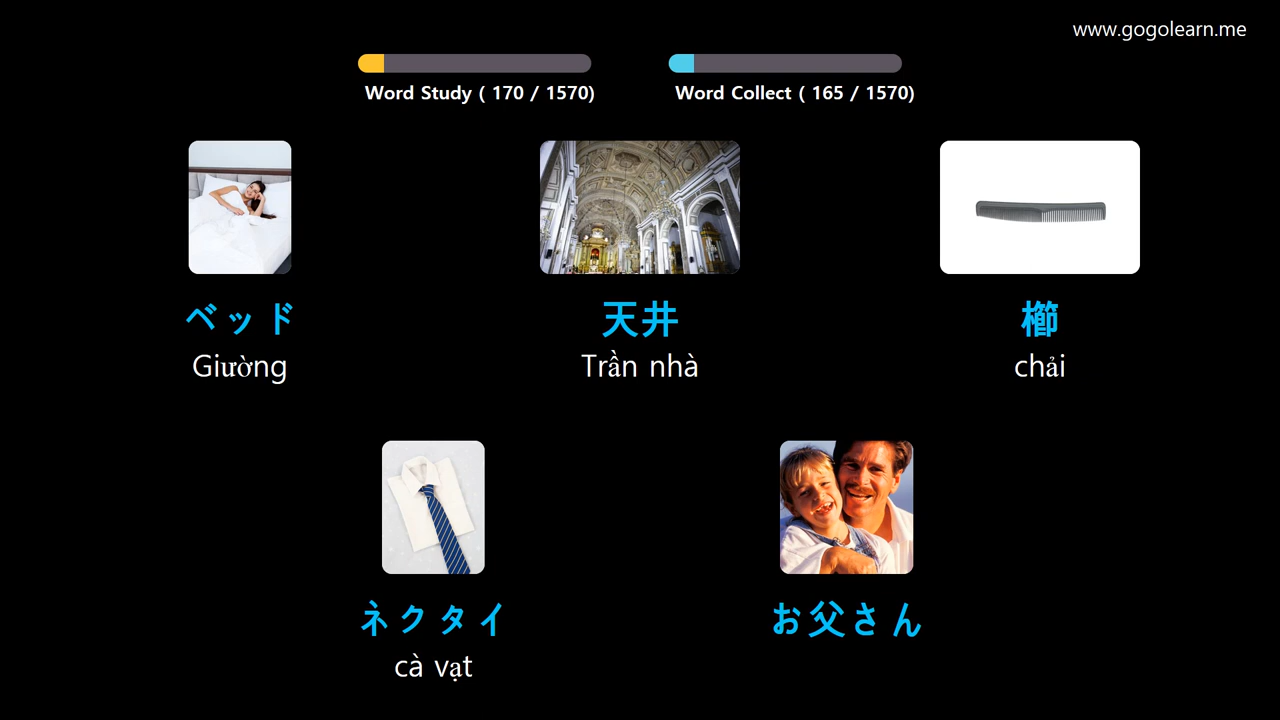 www.gogolearn.me
Word Study ( 170 / 1570)
Word Collect ( 165 / 1570)
ベッド
Giường
天井
Trần nhà
櫛
chải
ネクタイ
cà vạt
お父さん